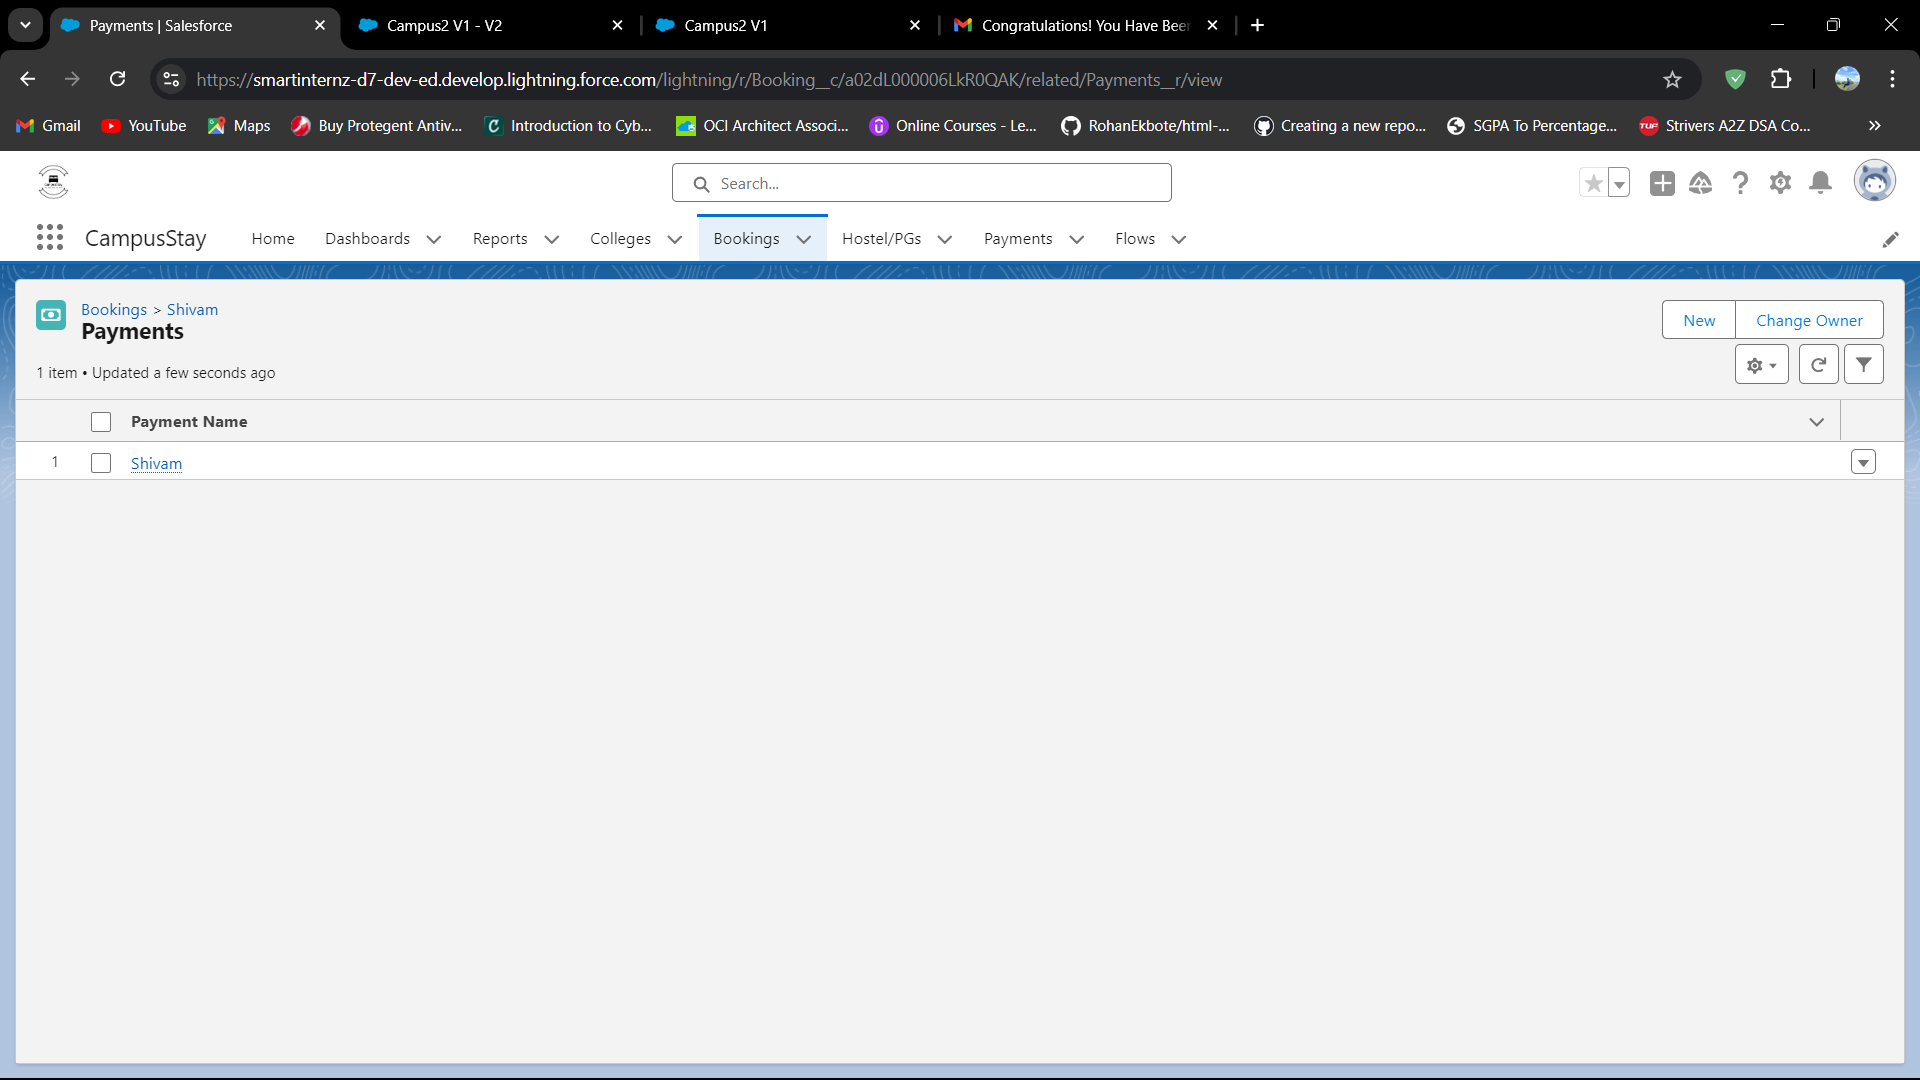 Payments | Salesforce
Campus2 V1 - V2
Campus2 V1
Congratulations! You Have Beer
https://smartinternz-d7-dev-ed.develop.lightning.force.com/lightning/r/Booking__c/a02dL000006LkR0QAK/related/Payments__r/view
Gmail
YouTube
Maps
Buy Protegent Antiv...
Introduction to Cyb...
OCI Architect Associ...
Online Courses - Le...
RohanEkbote/html-...
Creating a new repo...
SGPA To Percentage...
Strivers A2Z DSA Co...
Search...
CampusStay
Home
Dashboards
Reports
Colleges
Bookings
Hostel/PGs
Payments
Flows
Bookings > Shivam
Payments
New
Change Owner
1 item • Updated a few seconds ago
Payment Name
1
Shivam